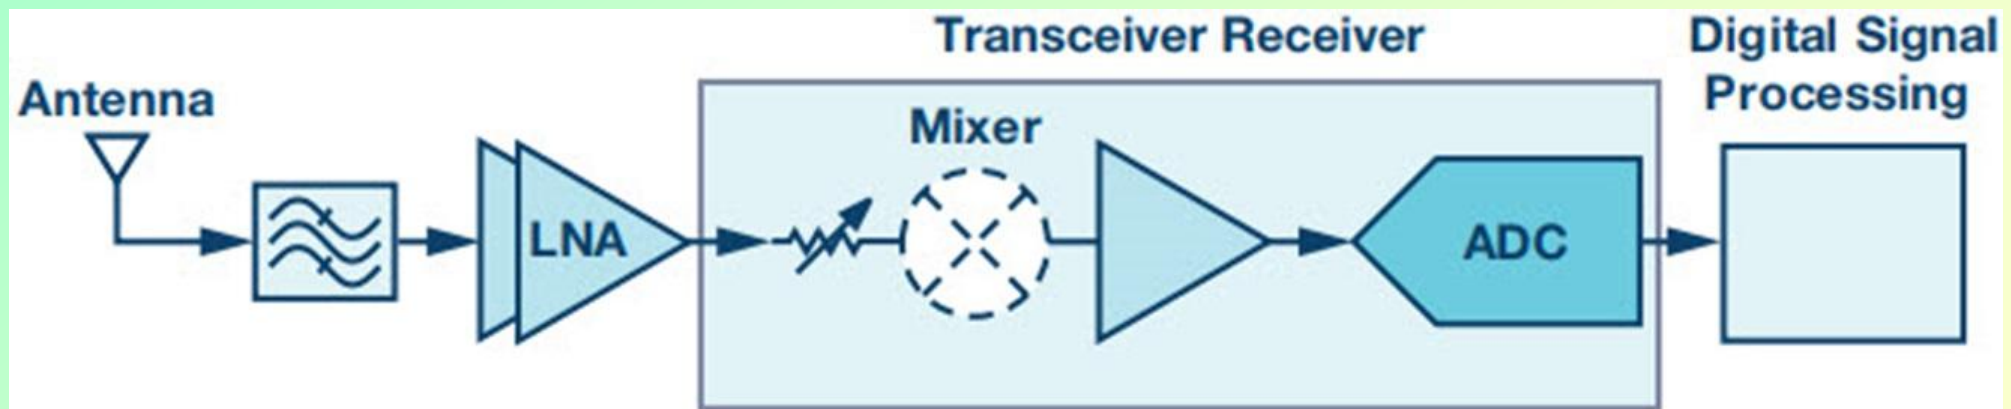 Transceiver Receiver
Digital Signal
Processing
Antenna
Mixer
LNA
ADC